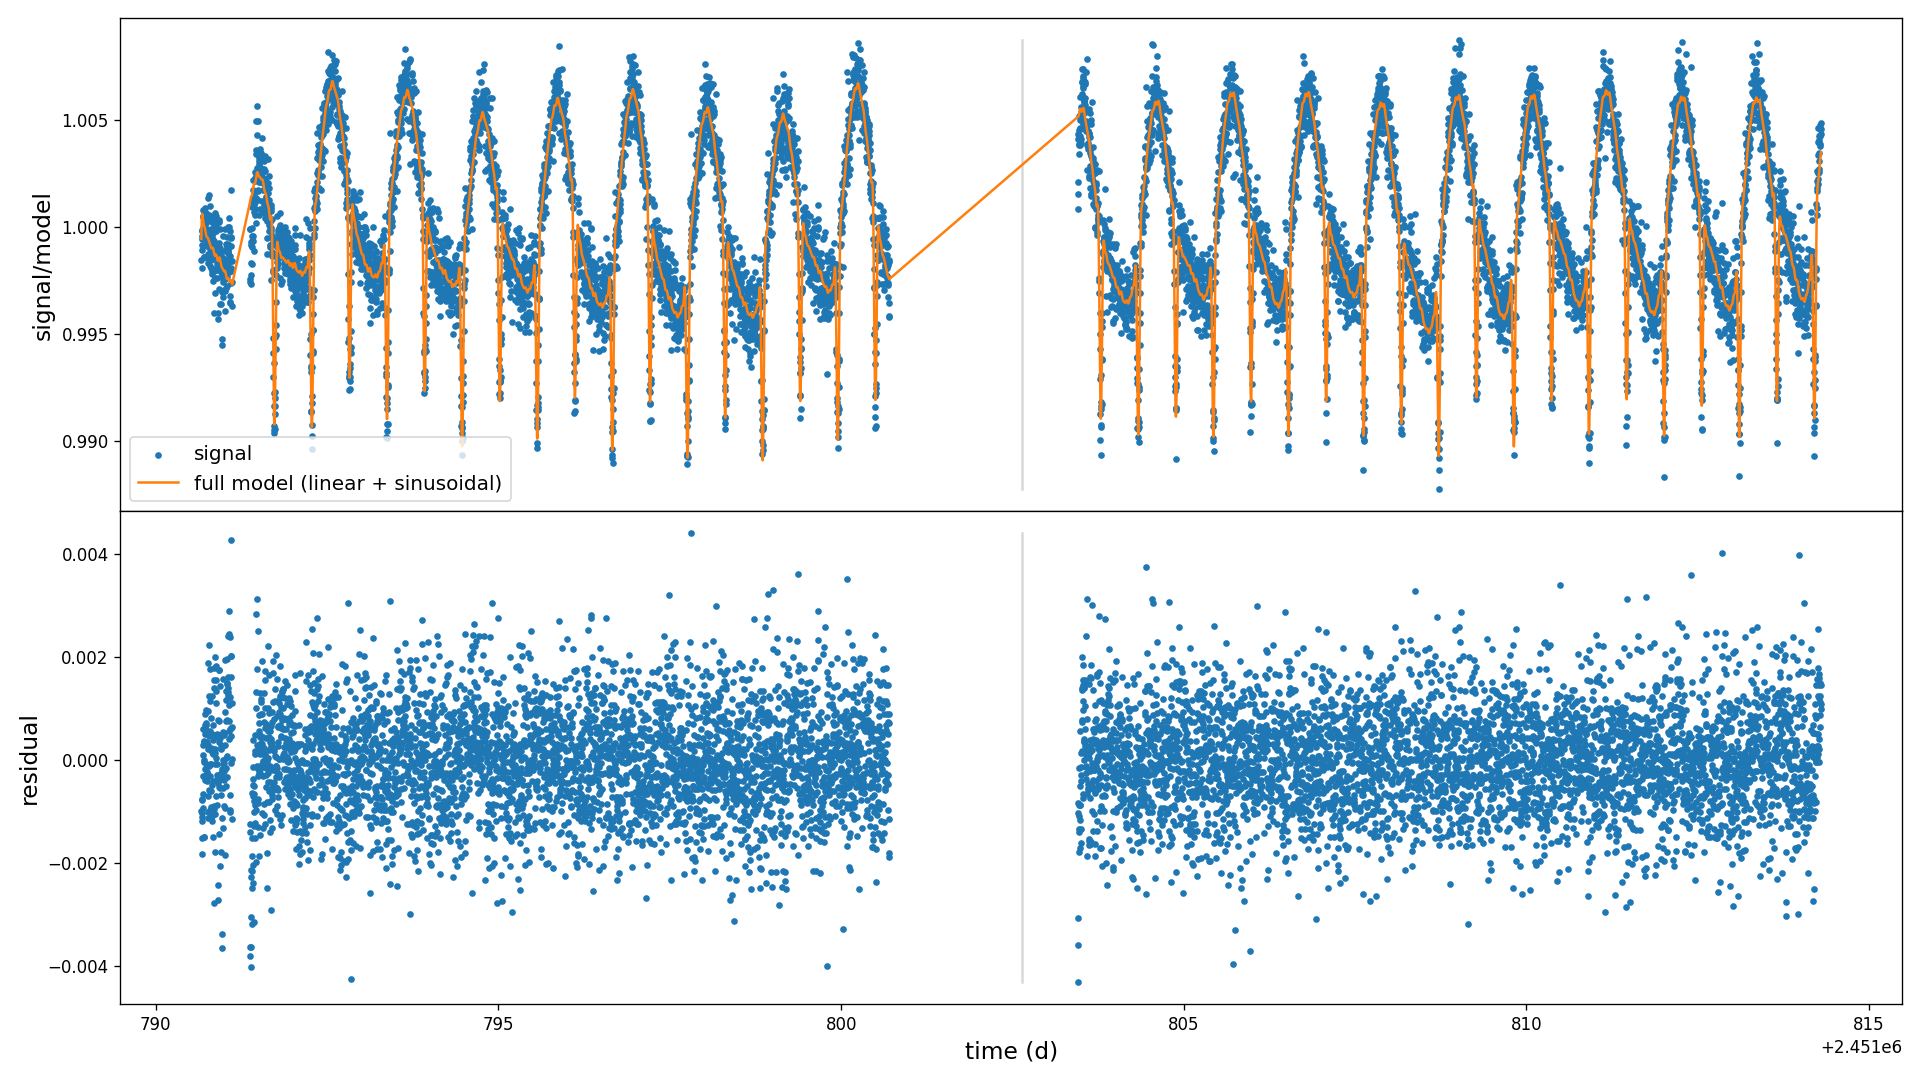 signal/model
1.005
1.000
0.995
0.990
signal
full model (linear + sinusoidal)
residual
0.004
0.002
0.000
−0.002
−0.004
790
795
800
805
810
815
time (d)
+2.451e6